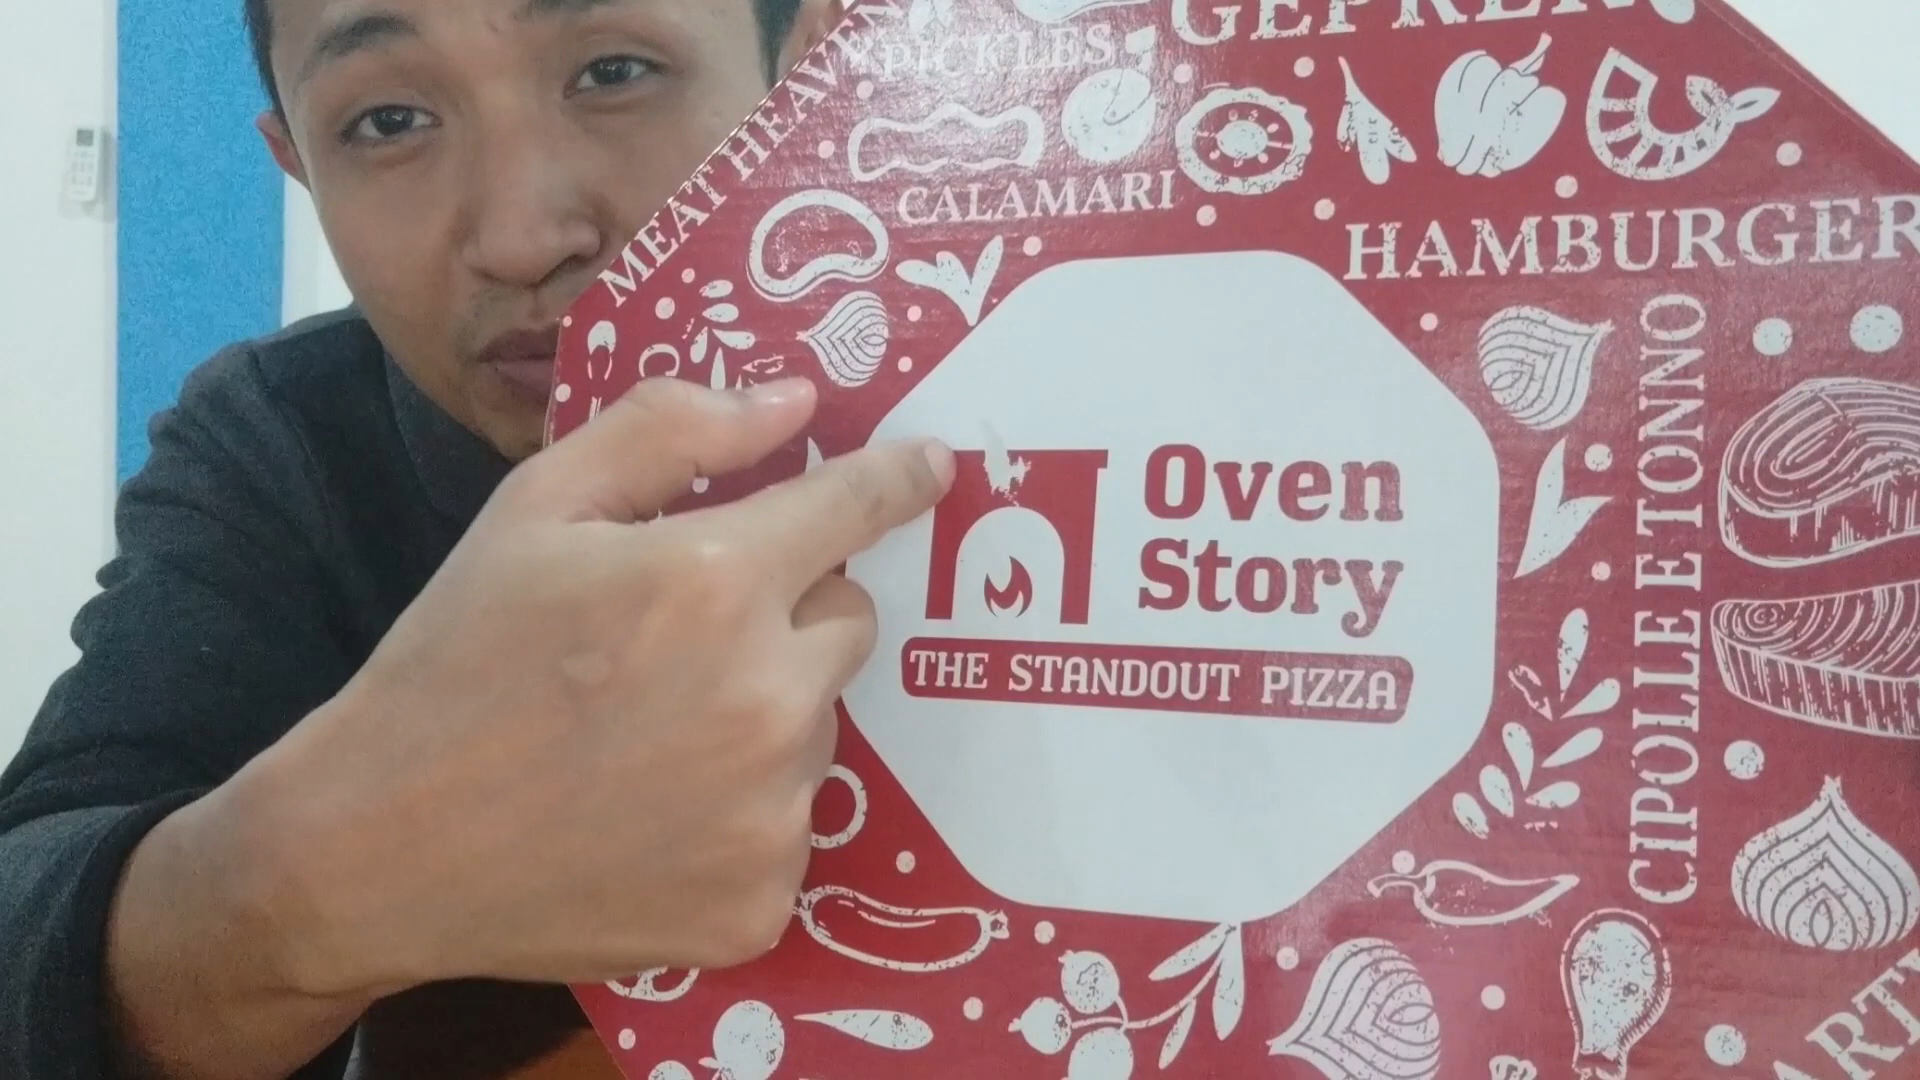 GEPREK
PICKLES
MEAT HEAVEN
CALAMARI
HAMBURGER
CIPOLLE E TONNO
Oven
Story
THE STANDOUT PIZZA